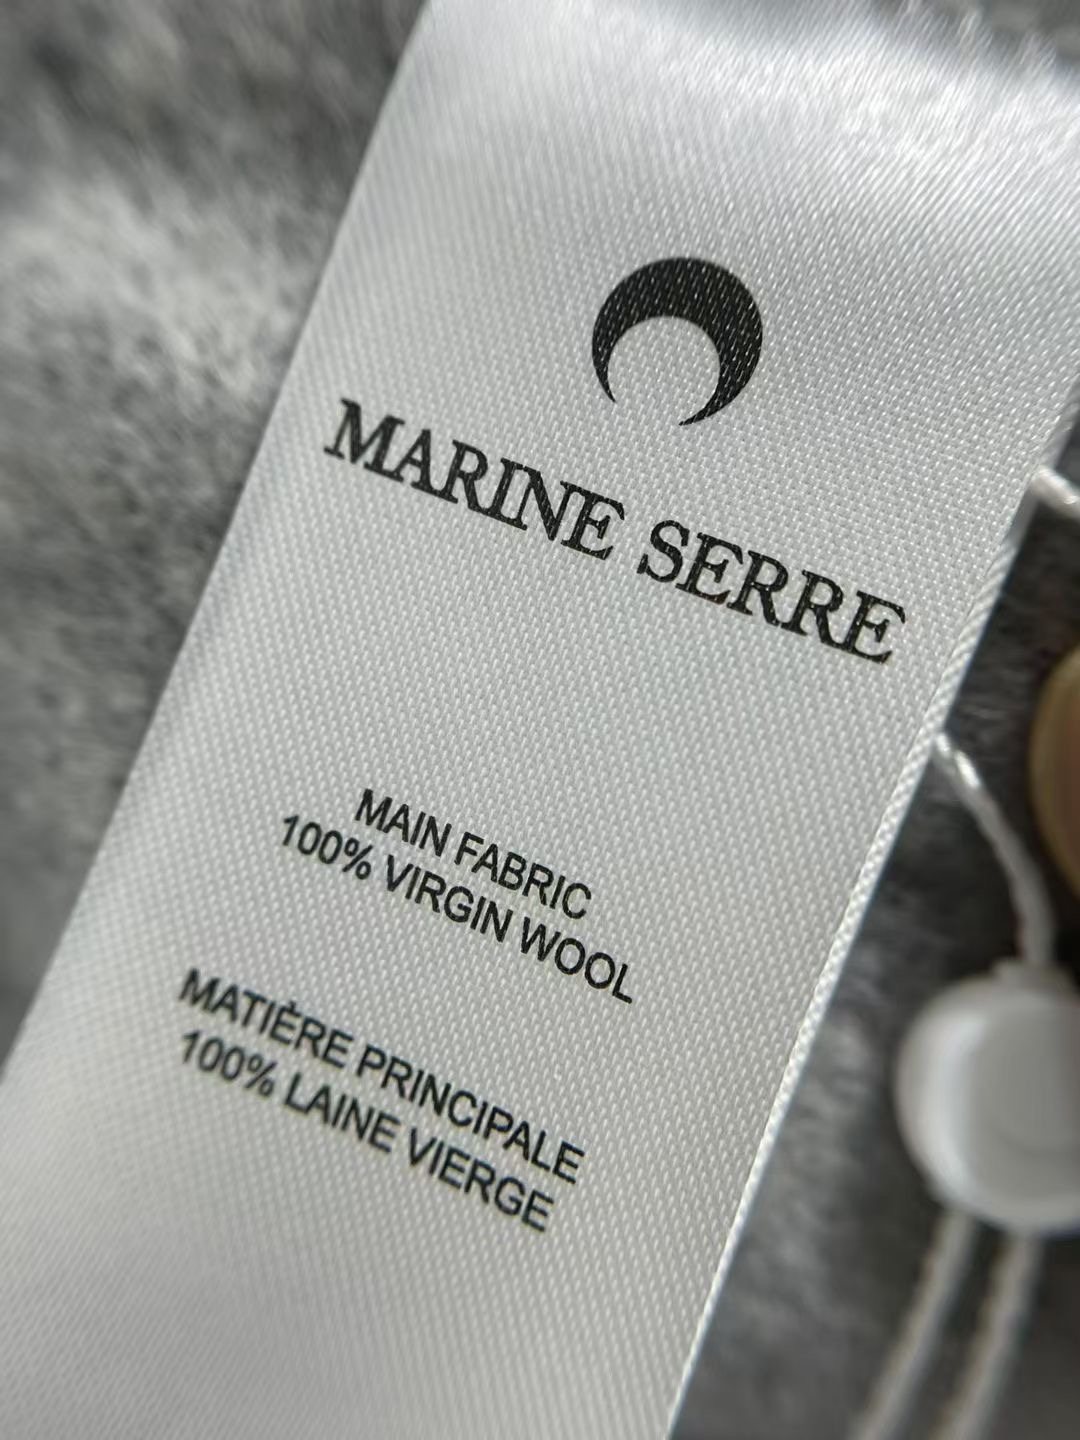 MARINE SERRE
MAIN FABRIC
100% VIRGIN WOOL
MATIÈRE PRINCIPALE
100% LAINE VIERGE